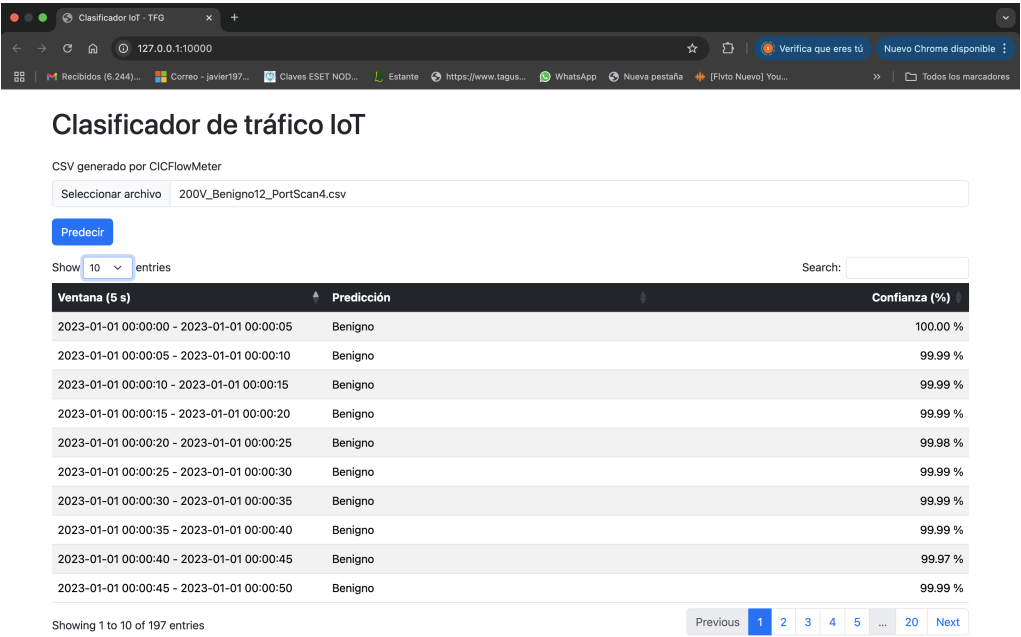 Clasificador IoT - TFG
127.0.0.1:10000
Verifica que eres tú
Nuevo Chrome disponible
Recibidos (6.244)...
Correo - javier197...
Claves ESET NOD...
Estante
https://www.tagus...
WhatsApp
Nueva pestaña
[Flvto Nuevo] You...
»
Todos los marcadores
Clasificador de tráfico IoT
CSV generado por CICFlowMeter
Seleccionar archivo 200V_Benigno12_PortScan4.csv
Predecir
Show 10 entries Search:
Ventana (5 s) Predicción Confianza (%)
2023-01-01 00:00:00 - 2023-01-01 00:00:05 Benigno 100.00 %
2023-01-01 00:00:05 - 2023-01-01 00:00:10 Benigno 99.99 %
2023-01-01 00:00:10 - 2023-01-01 00:00:15 Benigno 99.99 %
2023-01-01 00:00:15 - 2023-01-01 00:00:20 Benigno 99.99 %
2023-01-01 00:00:20 - 2023-01-01 00:00:25 Benigno 99.98 %
2023-01-01 00:00:25 - 2023-01-01 00:00:30 Benigno 99.99 %
2023-01-01 00:00:30 - 2023-01-01 00:00:35 Benigno 99.99 %
2023-01-01 00:00:35 - 2023-01-01 00:00:40 Benigno 99.99 %
2023-01-01 00:00:40 - 2023-01-01 00:00:45 Benigno 99.97 %
2023-01-01 00:00:45 - 2023-01-01 00:00:50 Benigno 99.99 %
Showing 1 to 10 of 197 entries Previous 1 2 3 4 5 ... 20 Next